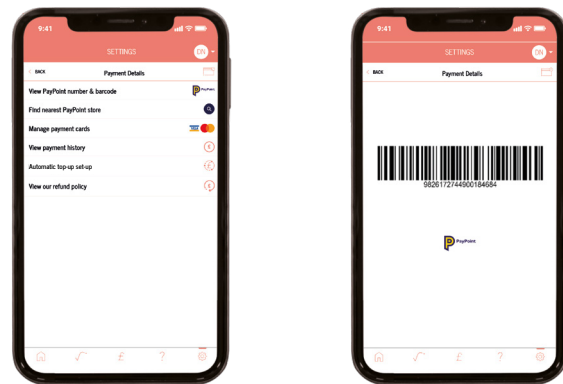 9:41
SETTINGS
DN
BACK
Payment Details
View PayPoint number & barcode
PayPoint
Find nearest PayPoint store
Manage payment cards
VISA
View payment history
Automatic top-up set-up
View our refund policy
£
?
9:41
SETTINGS
DN
BACK
Payment Details
9826172744900184684
PayPoint
£
?